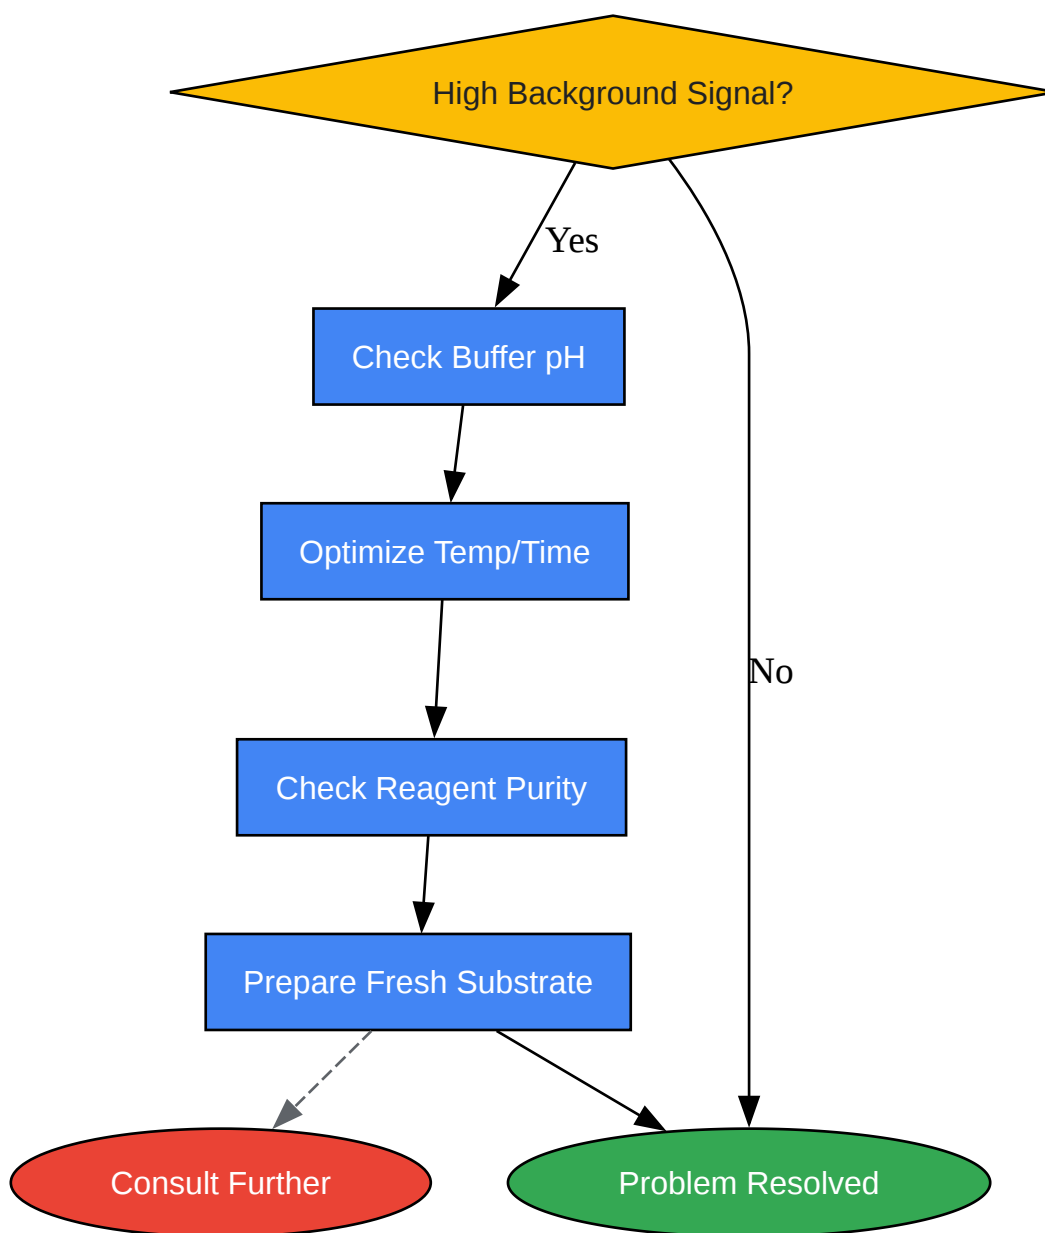 High Background Signal?
Yes
Check Buffer pH
Optimize Temp/Time
No
Check Reagent Purity
Prepare Fresh Substrate
Consult Further
Problem Resolved